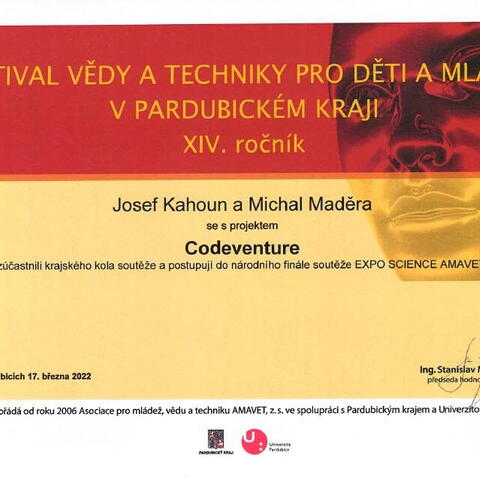 TIVAL VĚDY A TECHNIKY PRO DĚTI A MLÁ
V PARDUBICKÉM KRAJI
XIV. ročník
Josef Kahoun a Michal Maděra
se s projektem
Codeventure
zúčastnili krajského kola soutěže a postupují do národního finále soutěže EXPO SCIENCE AMAVET
bicích 17. března 2022
Ing. Stanislav M
předseda hodno
ořádá od roku 2006 Asociace pro mládež, vědu a techniku AMAVET, z.s. ve spolupráci s Pardubickým krajem a Univerzito
PARDUBICKÝ KRAJ
Univerzita
Pardubice